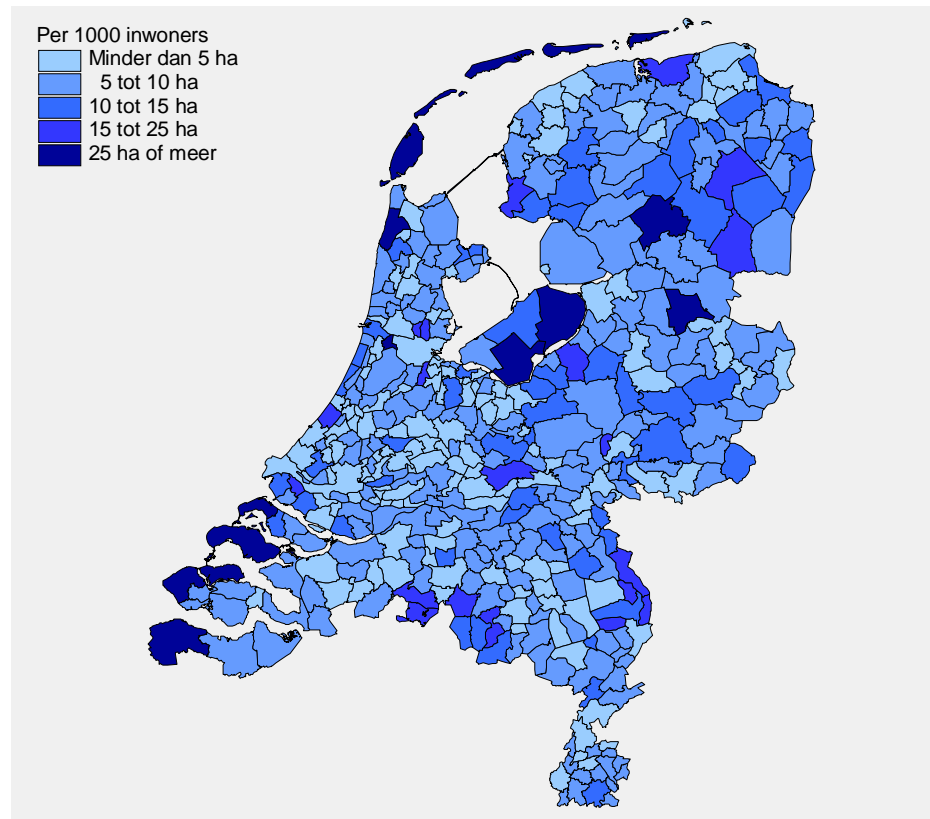 Per 1000 inwoners
Minder dan 5 ha
5 tot 10 ha
10 tot 15 ha
15 tot 25 ha
25 ha of meer